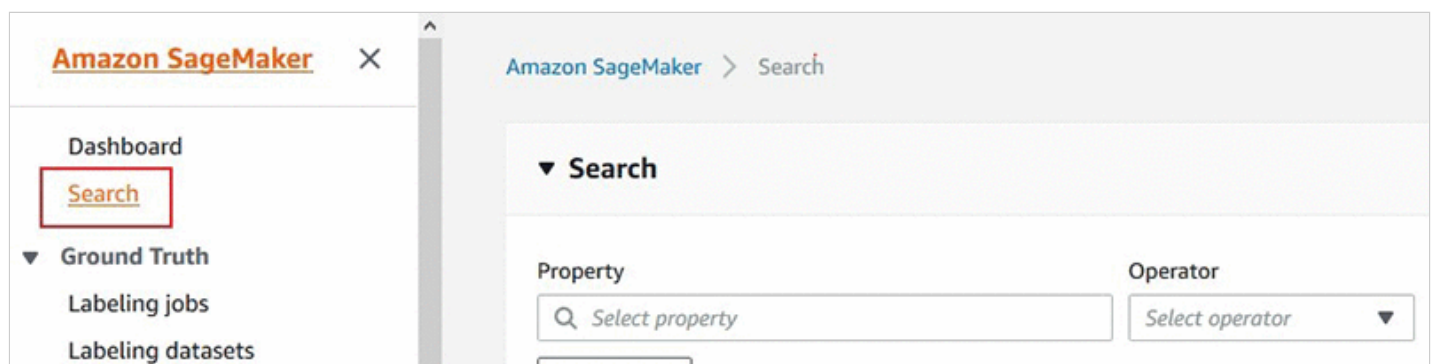 Amazon SageMaker
Dashboard
Search
Ground Truth
Labeling jobs
Labeling datasets
Amazon SageMaker > Search
Search
Property
Operator
Select property
Select operator